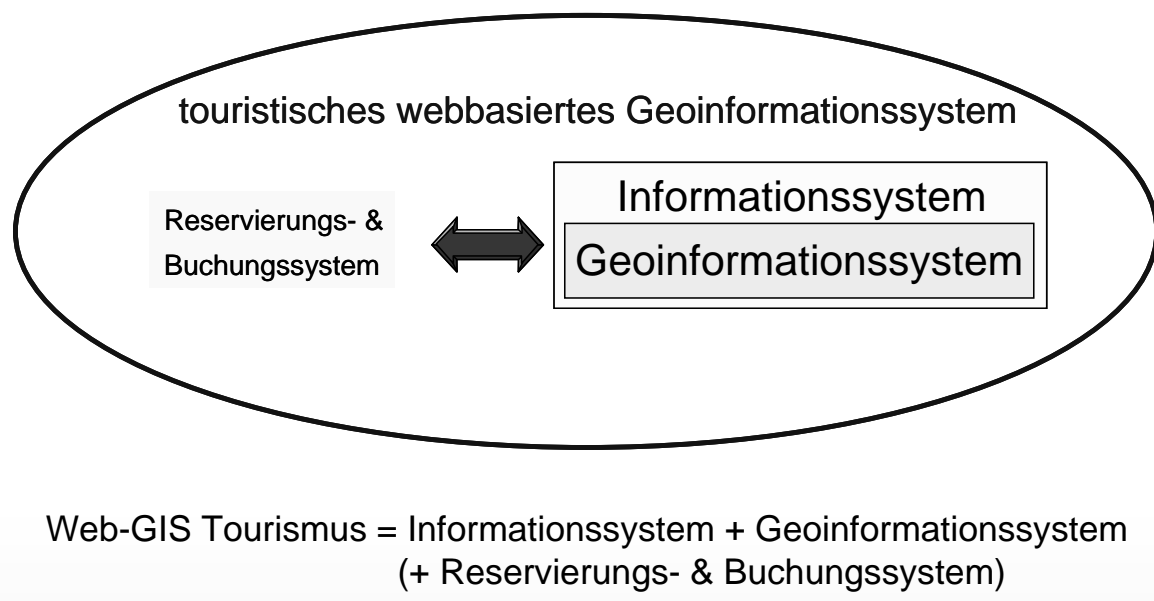 touristisches webbasiertes Geoinformationssystem
Reservierungs- &
Buchungssystem
Informationssystem
Geoinformationssystem
Web-GIS Tourismus = Informationssystem + Geoinformationssystem
(+ Reservierungs- & Buchungssystem)